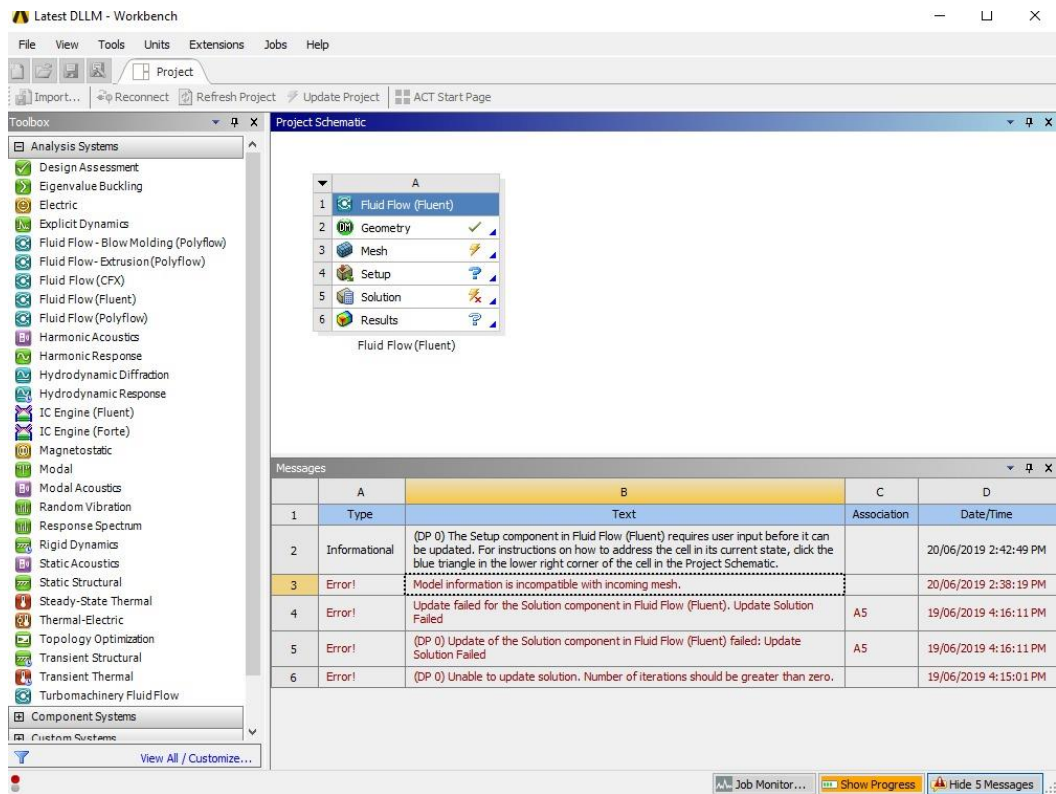 Latest DLLM - Workbench
File View Tools Units Extensions Jobs Help
Project
Import... Reconnect Refresh Project Update Project ACT Start Page
Toolbox
Analysis Systems
Design Assessment
Eigenvalue Buckling
Electric
Explicit Dynamics
Fluid Flow - Blow Molding (Polyflow)
Fluid Flow - Extrusion (Polyflow)
Fluid Flow (CFX)
Fluid Flow (Fluent)
Fluid Flow (Polyflow)
Harmonic Acoustics
Harmonic Response
Hydrodynamic Diffraction
Hydrodynamic Response
IC Engine (Fluent)
IC Engine (Forte)
Magnetostatic
Modal
Modal Acoustics
Random Vibration
Response Spectrum
Rigid Dynamics
Static Acoustics
Static Structural
Steady-State Thermal
Thermal-Electric
Topology Optimization
Transient Structural
Transient Thermal
Turbomachinery Fluid Flow
Component Systems
Custom Systems
View All / Customize...
Project Schematic
A
1 Fluid Flow (Fluent)
2 DM Geometry
3 Mesh
4 Setup ?
5 Solution
6 Results ?
Fluid Flow (Fluent)
Messages
A B C D
1 Type Text Association Date/Time
2 Informational (DP 0) The Setup component in Fluid Flow (Fluent) requires user input before it can
be updated. For instructions on how to address the cell in its current state, click the
blue triangle in the lower right corner of the cell in the Project Schematic. 20/06/2019 2:42:49 PM
3 Error! Model information is incompatible with incoming mesh. 20/06/2019 2:38:19 PM
4 Error! Update failed for the Solution component in Fluid Flow (Fluent). Update Solution
Failed A5 19/06/2019 4:16:11 PM
5 Error! (DP 0) Update of the Solution component in Fluid Flow (Fluent) failed: Update
Solution Failed A5 19/06/2019 4:16:11 PM
6 Error! (DP 0) Unable to update solution. Number of iterations should be greater than zero. 19/06/2019 4:15:01 PM
Job Monitor... Show Progress Hide 5 Messages